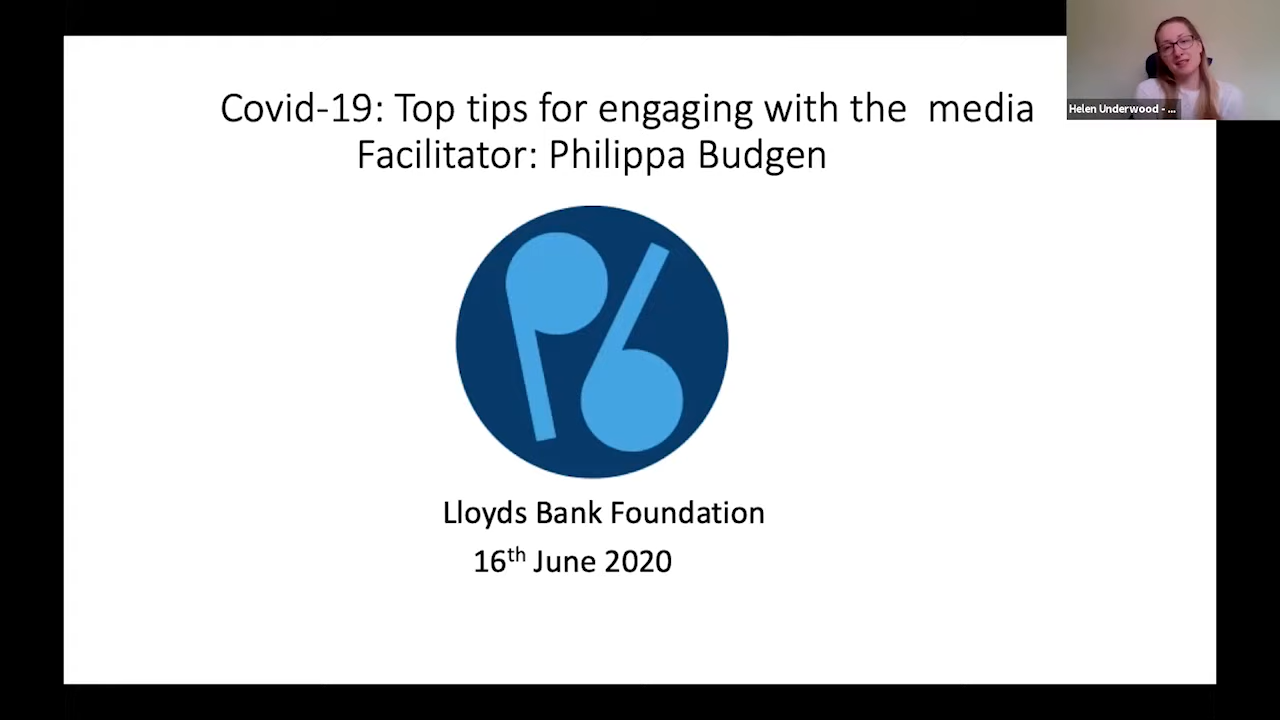 Covid-19: Top tips for engaging with the media
Facilitator: Philippa Budgen
Pb
Lloyds Bank Foundation
16th June 2020
Helen Underwood - ...